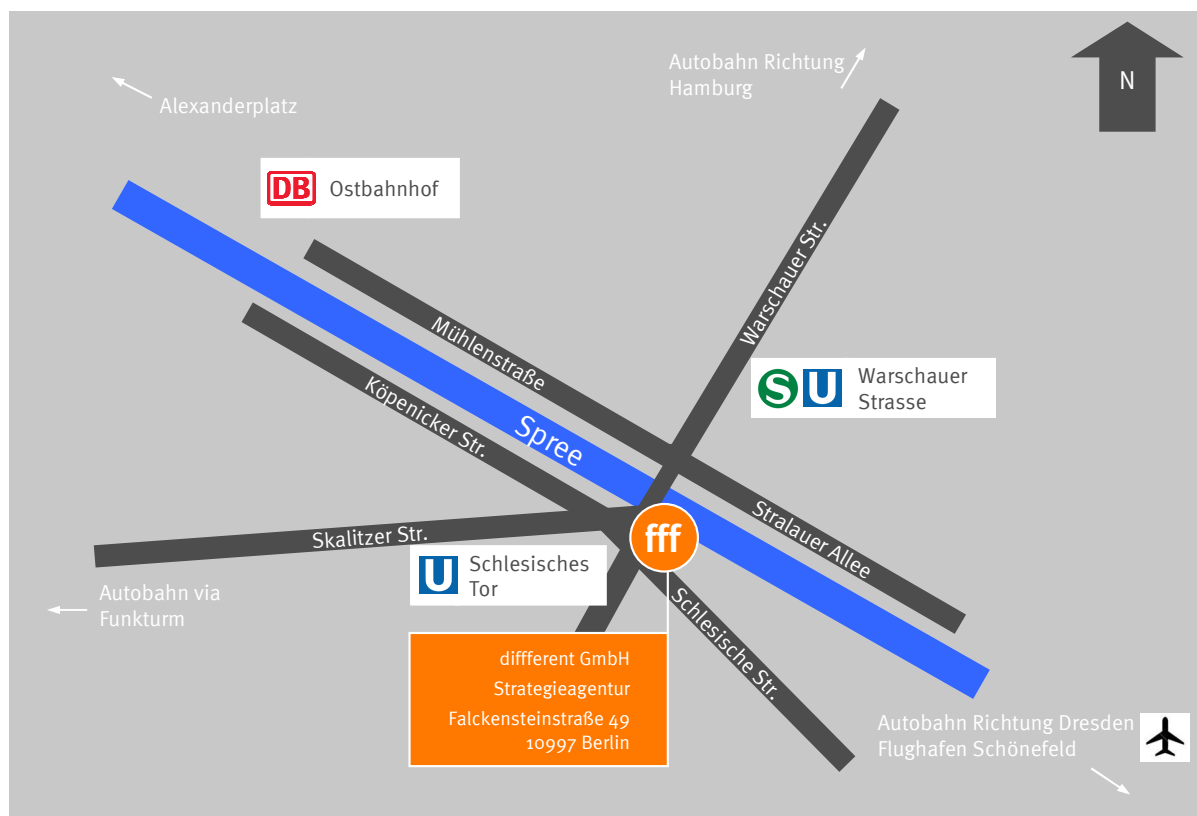 Autobahn Richtung
Hamburg
N
Alexanderplatz
DB Ostbahnhof
Warschauer Str.
Mühlenstraße
S U Warschauer
Strasse
Köpenicker Str.
Spree
Stralauer Allee
Skalitzer Str.
fff
U Schlesisches
Tor
Autobahn via
Funkturm
Schlesische Str.
diffferent GmbH
Strategieagentur
Falckensteinstraße 49
10997 Berlin
Autobahn Richtung Dresden
Flughafen Schönefeld